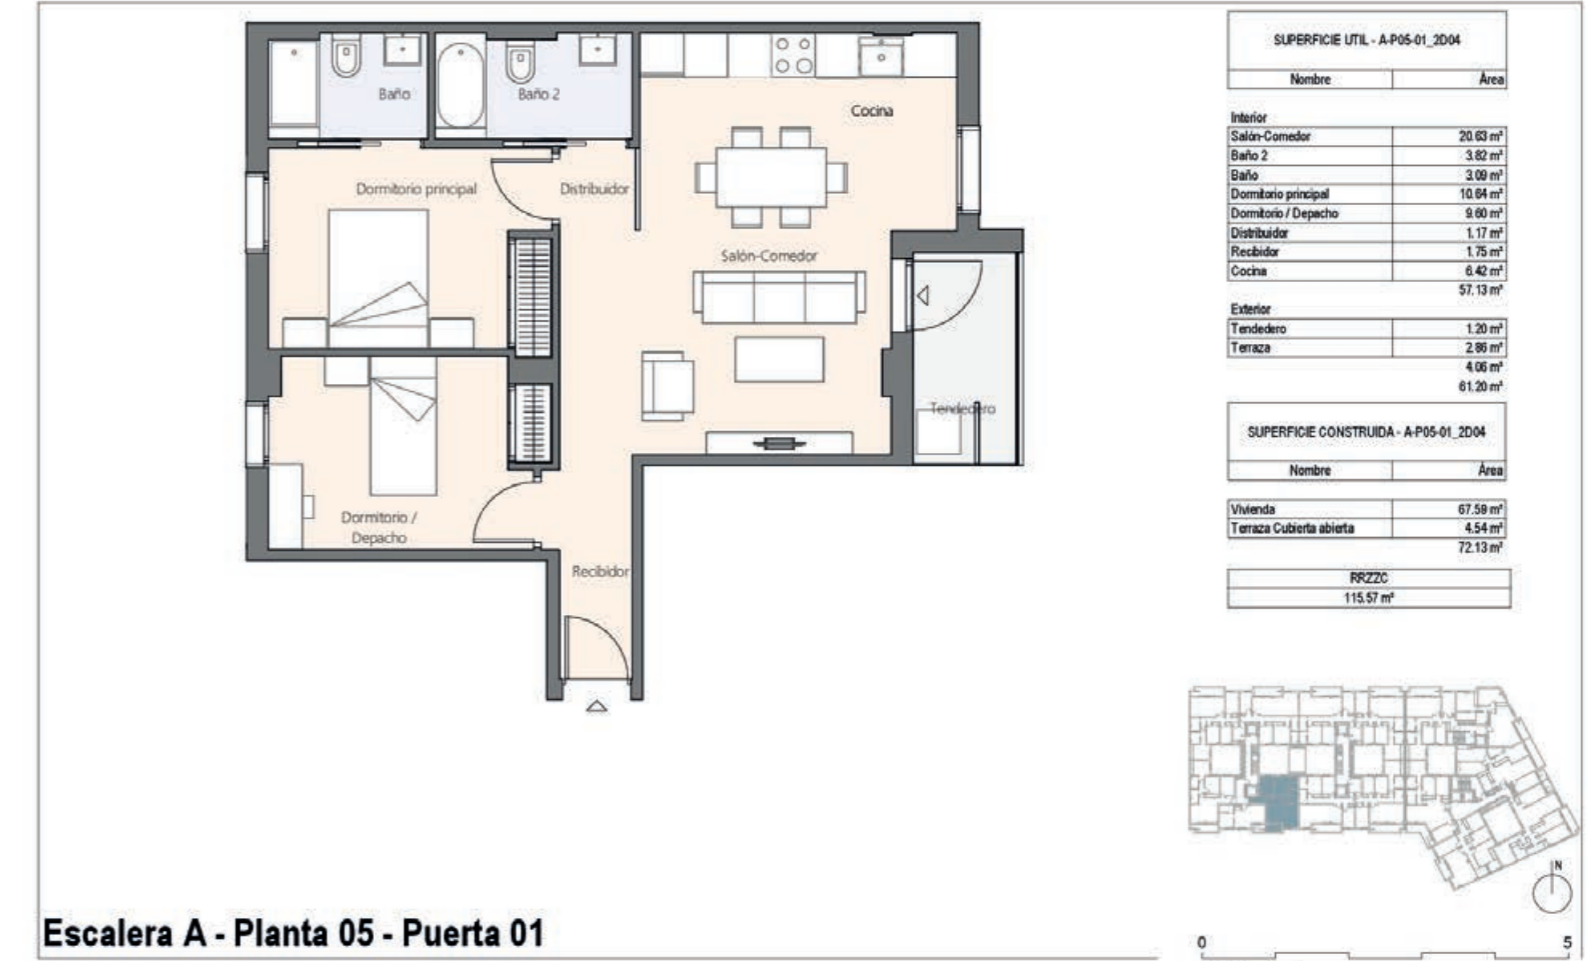 Baño
Baño 2
Cocina
Dormitorio principal
Distribuidor
Salón-Comedor
Tendedero
Dormitorio /
Depacho
Recibidor
Escalera A - Planta 05 - Puerta 01
SUPERFICIE UTIL - A-P05-01_2D04
Nombre Área
Interior
Salón-Comedor 20.63 m²
Baño 2 3.82 m²
Baño 3.09 m²
Dormitorio principal 10.64 m²
Dormitorio / Depacho 9.60 m²
Distribuidor 1.17 m²
Recibidor 1.75 m²
Cocina 6.42 m²
57.13 m²
Exterior
Tendedero 1.20 m²
Terraza 2.86 m²
4.06 m²
61.20 m²
SUPERFICIE CONSTRUIDA - A-P05-01_2D04
Nombre Área
Vivienda 67.59 m²
Terraza Cubierta abierta 4.54 m²
72.13 m²
RRZZC
115.57 m²
N
0 5